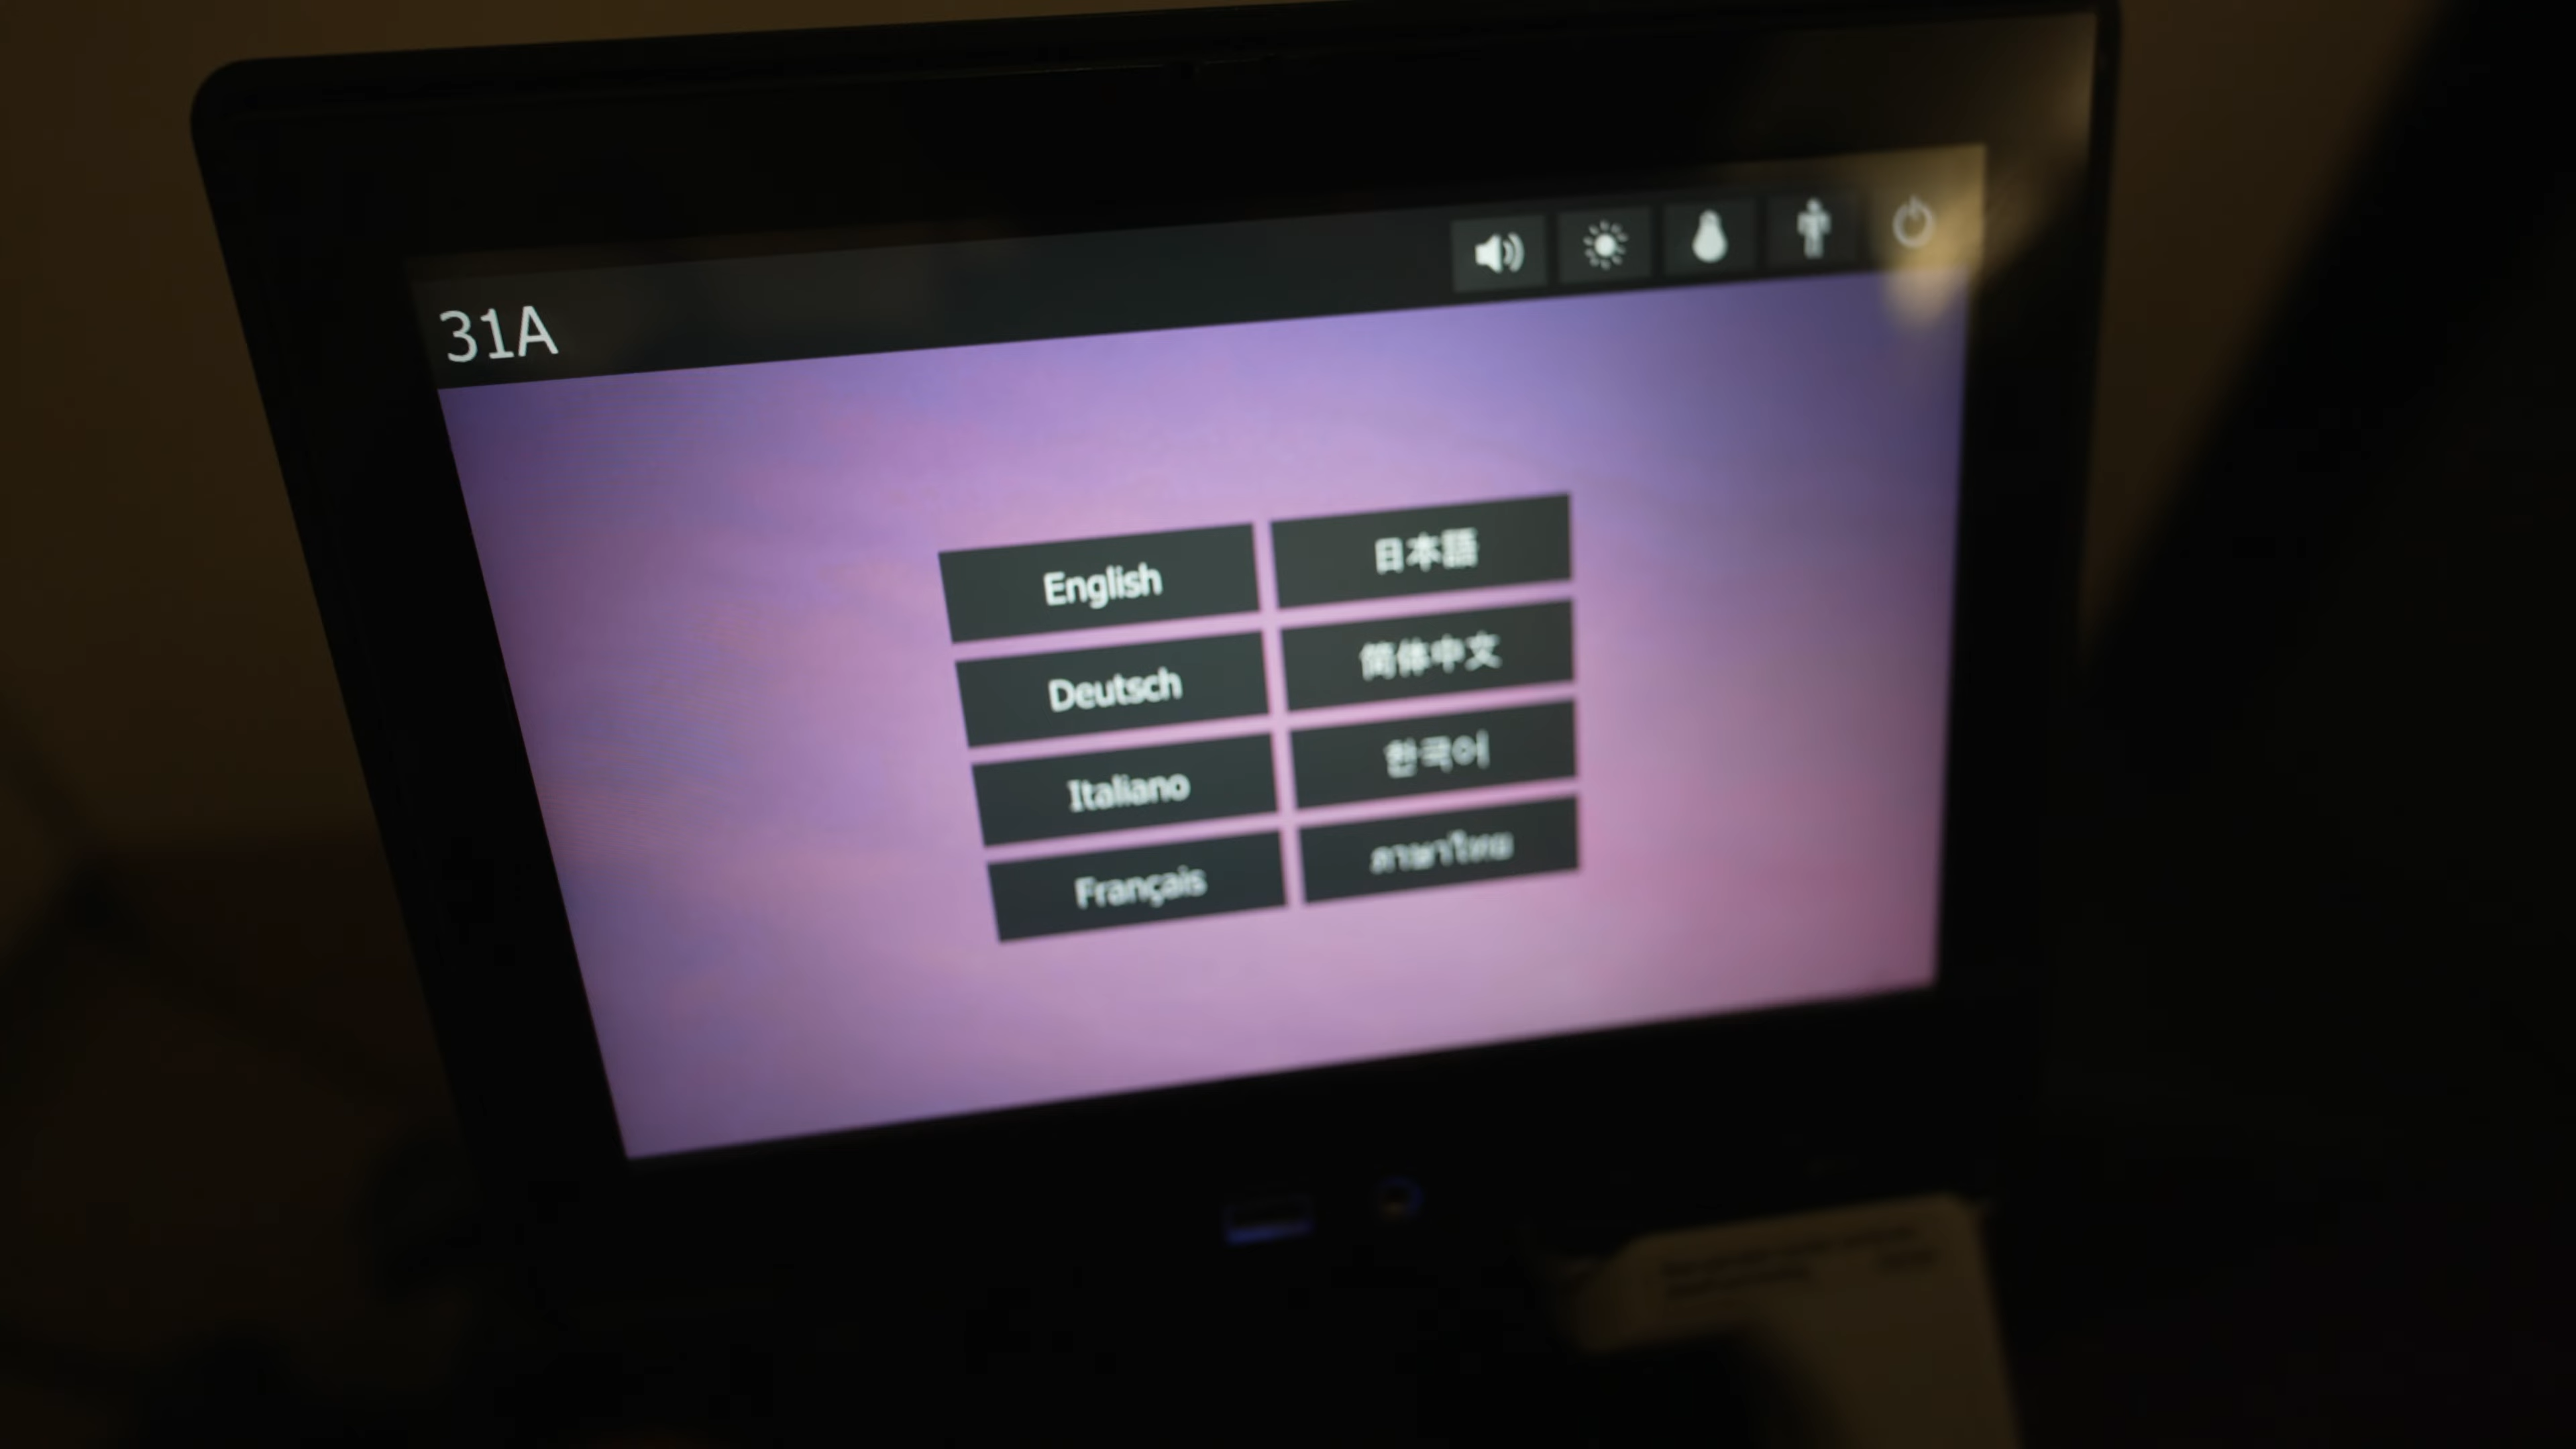 31A
English
日本語
Deutsch
简体中文
Italiano
한국어
Français
ภาษาไทย